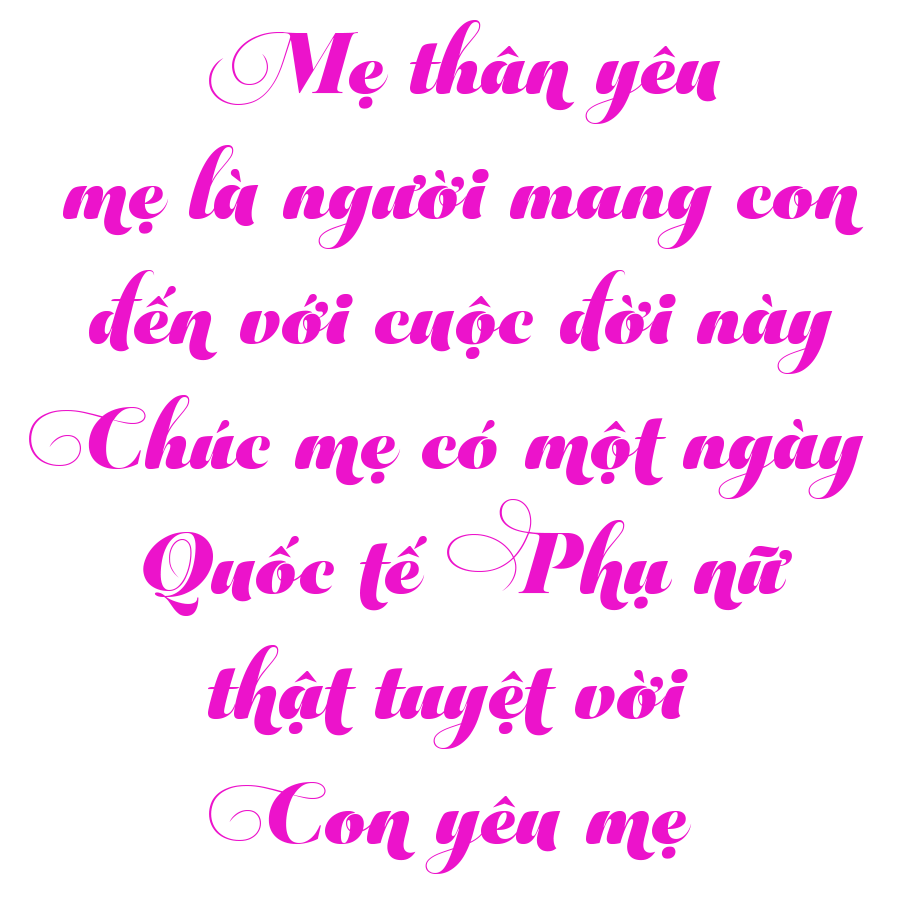 Mẹ thân yêu
mẹ là người mang con
đến với cuộc đời này
Chúc mẹ có một ngày
Quốc tế Phụ nữ
thật tuyệt vời
Con yêu mẹ